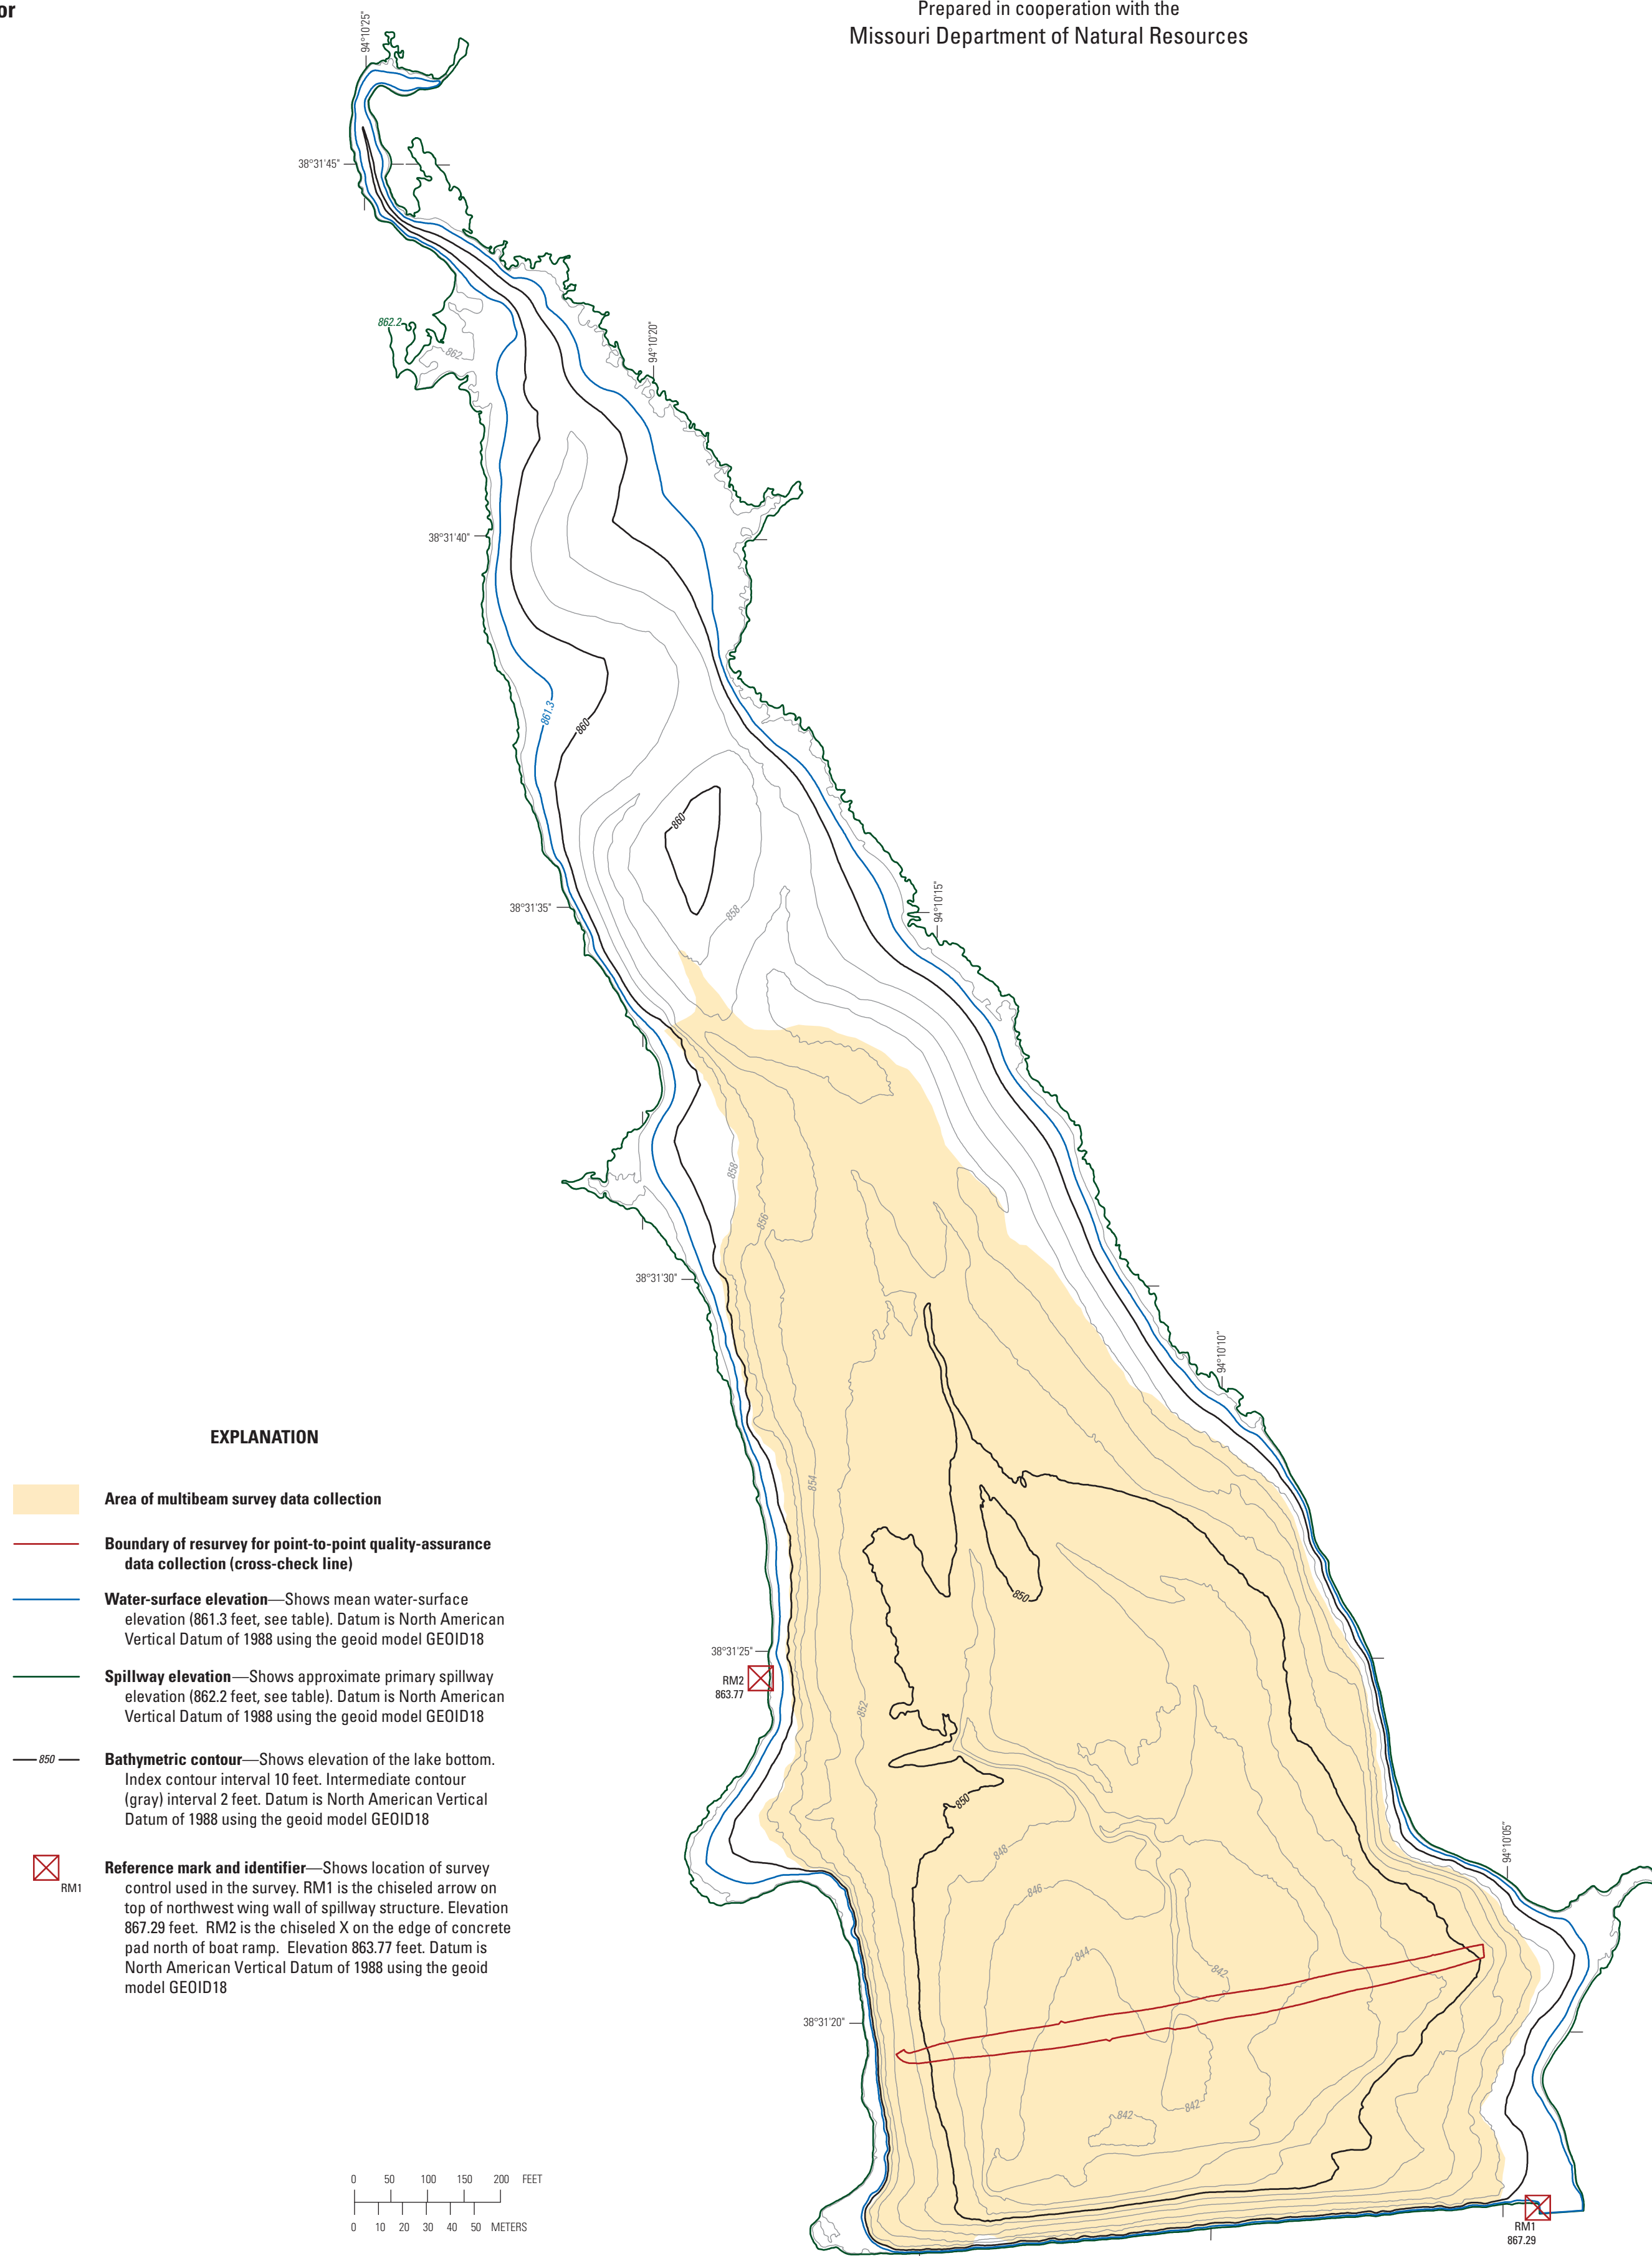 or
Prepared in cooperation with the
Missouri Department of Natural Resources
94°10'25"
38°31'45"
862.2
862
94°10'20"
38°31'40"
861.3
860
860
858
38°31'35"
94°10'15"
858
856
38°31'30"
94°10'10"
854
850
38°31'25"
RM2
863.77
852
850
848
846
844
842
94°10'05"
38°31'20"
842
842
RM1
867.29
EXPLANATION
Area of multibeam survey data collection
Boundary of resurvey for point-to-point quality-assurance
data collection (cross-check line)
Water-surface elevation—Shows mean water-surface
elevation (861.3 feet, see table). Datum is North American
Vertical Datum of 1988 using the geoid model GEOID18
Spillway elevation—Shows approximate primary spillway
elevation (862.2 feet, see table). Datum is North American
Vertical Datum of 1988 using the geoid model GEOID18
850
Bathymetric contour—Shows elevation of the lake bottom.
Index contour interval 10 feet. Intermediate contour
(gray) interval 2 feet. Datum is North American Vertical
Datum of 1988 using the geoid model GEOID18
RM1
Reference mark and identifier—Shows location of survey
control used in the survey. RM1 is the chiseled arrow on
top of northwest wing wall of spillway structure. Elevation
867.29 feet. RM2 is the chiseled X on the edge of concrete
pad north of boat ramp. Elevation 863.77 feet. Datum is
North American Vertical Datum of 1988 using the geoid
model GEOID18
0 50 100 150 200 FEET
0 10 20 30 40 50 METERS